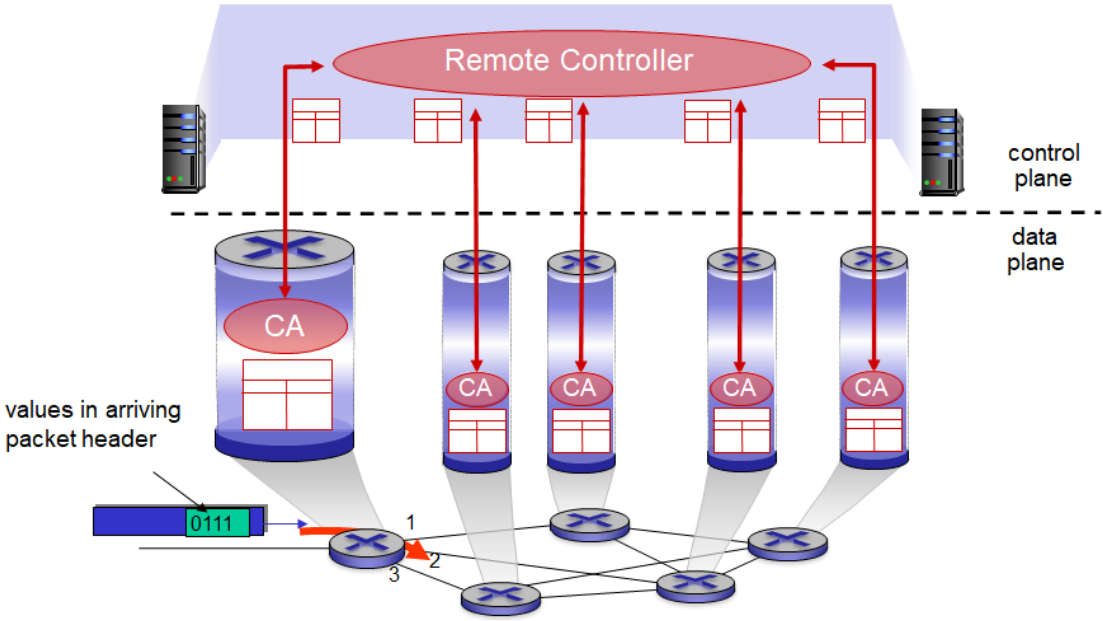 Remote Controller
control
plane
data
plane
CA
CA
CA
CA
CA
values in arriving
packet header
0111
1
2
3